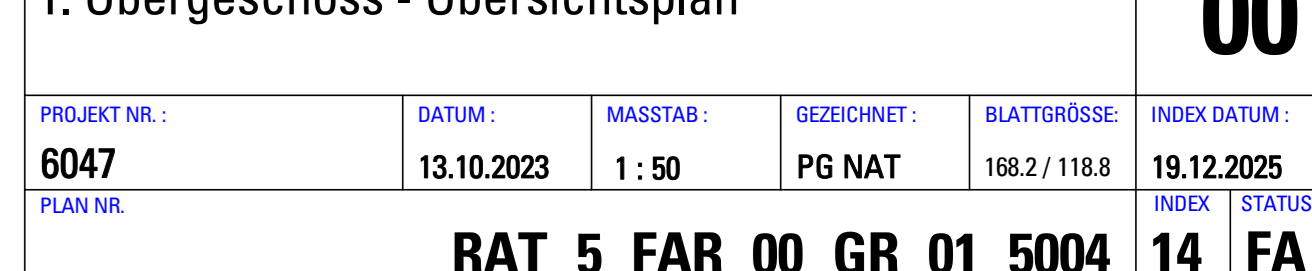 1. Übergeschoss - Übersichtsplan
00
PROJEKT NR. : DATUM : MASSTAB : GEZEICHNET : BLATTGRÖSSE: INDEX DATUM :
6047 13.10.2023 1 : 50 PG NAT 168.2 / 118.8 19.12.2025
PLAN NR. INDEX STATUS
RAT 5 FAR 00 GR 01 5004 14 FA